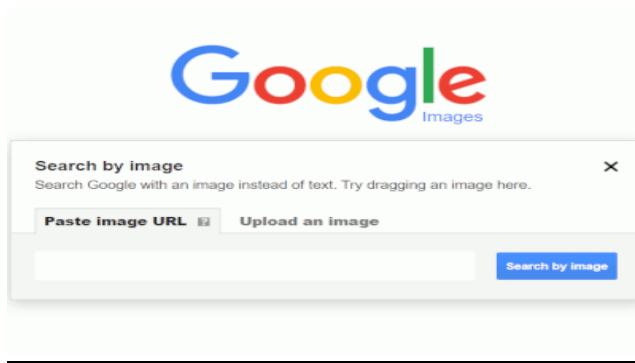 Google
Images
Search by image
Search Google with an image instead of text. Try dragging an image here.
Paste image URL
Upload an image
Search by image